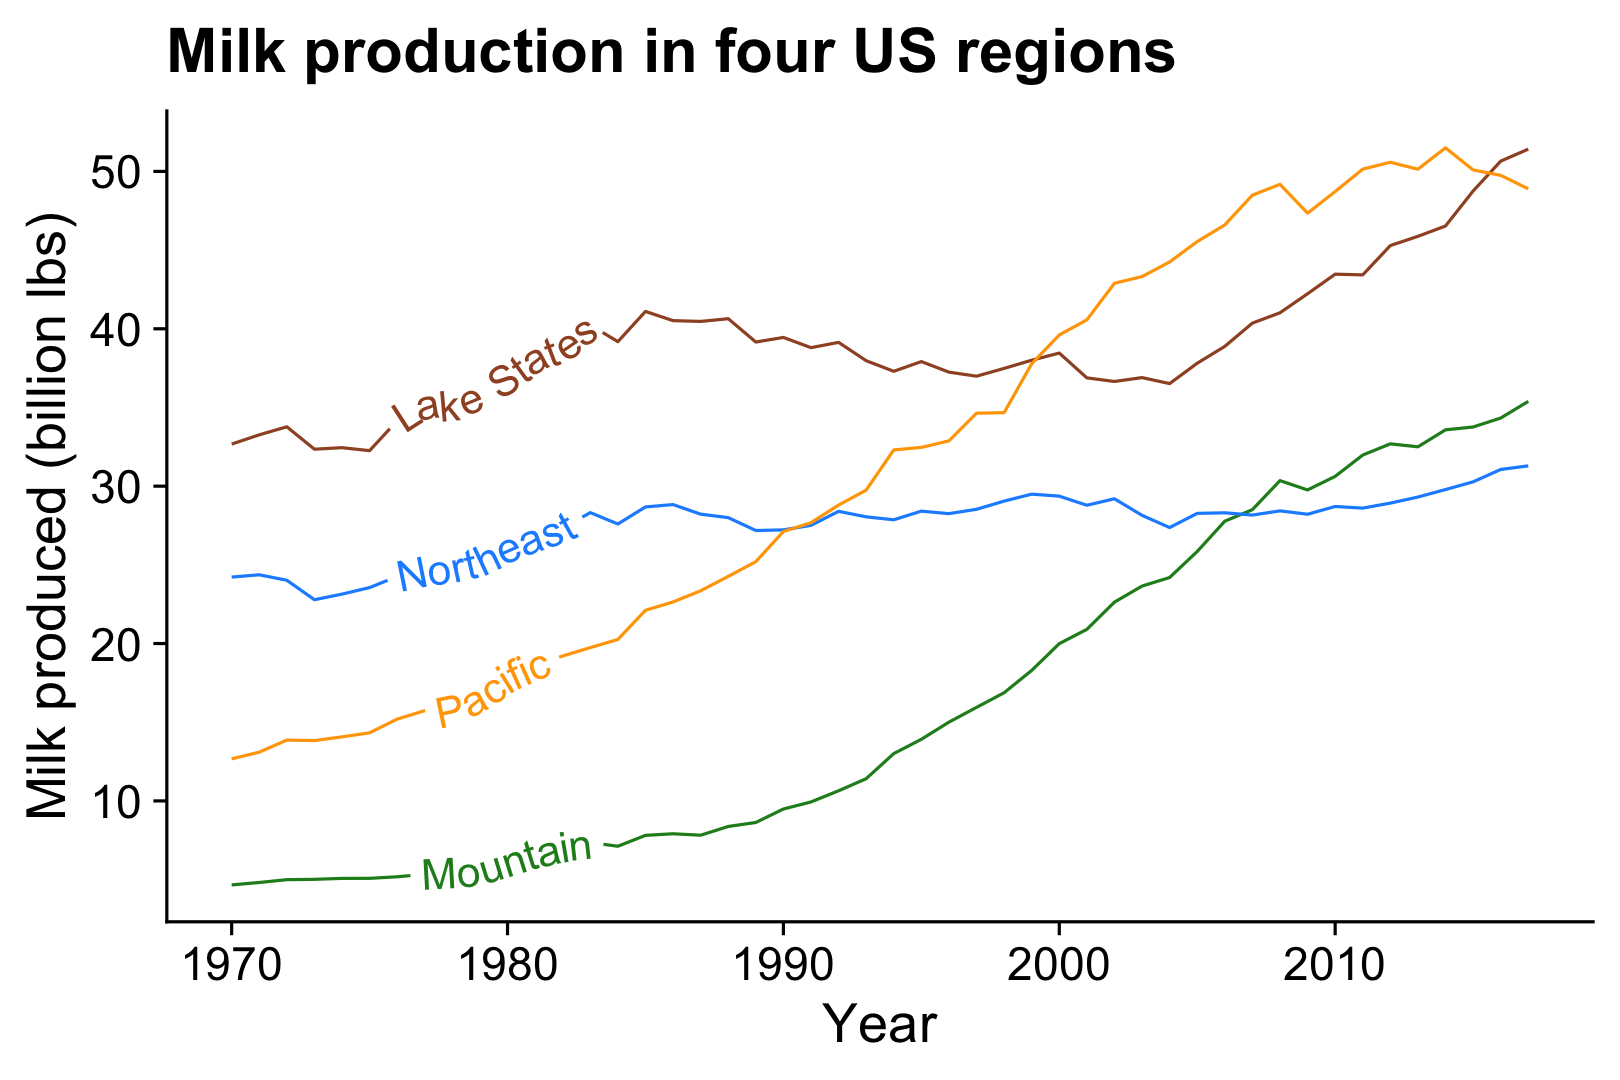 Milk production in four US regions
Milk produced (billion lbs)
50
40
30
20
10
Lake States
Northeast
Pacific
Mountain
1970 1980 1990 2000 2010
Year